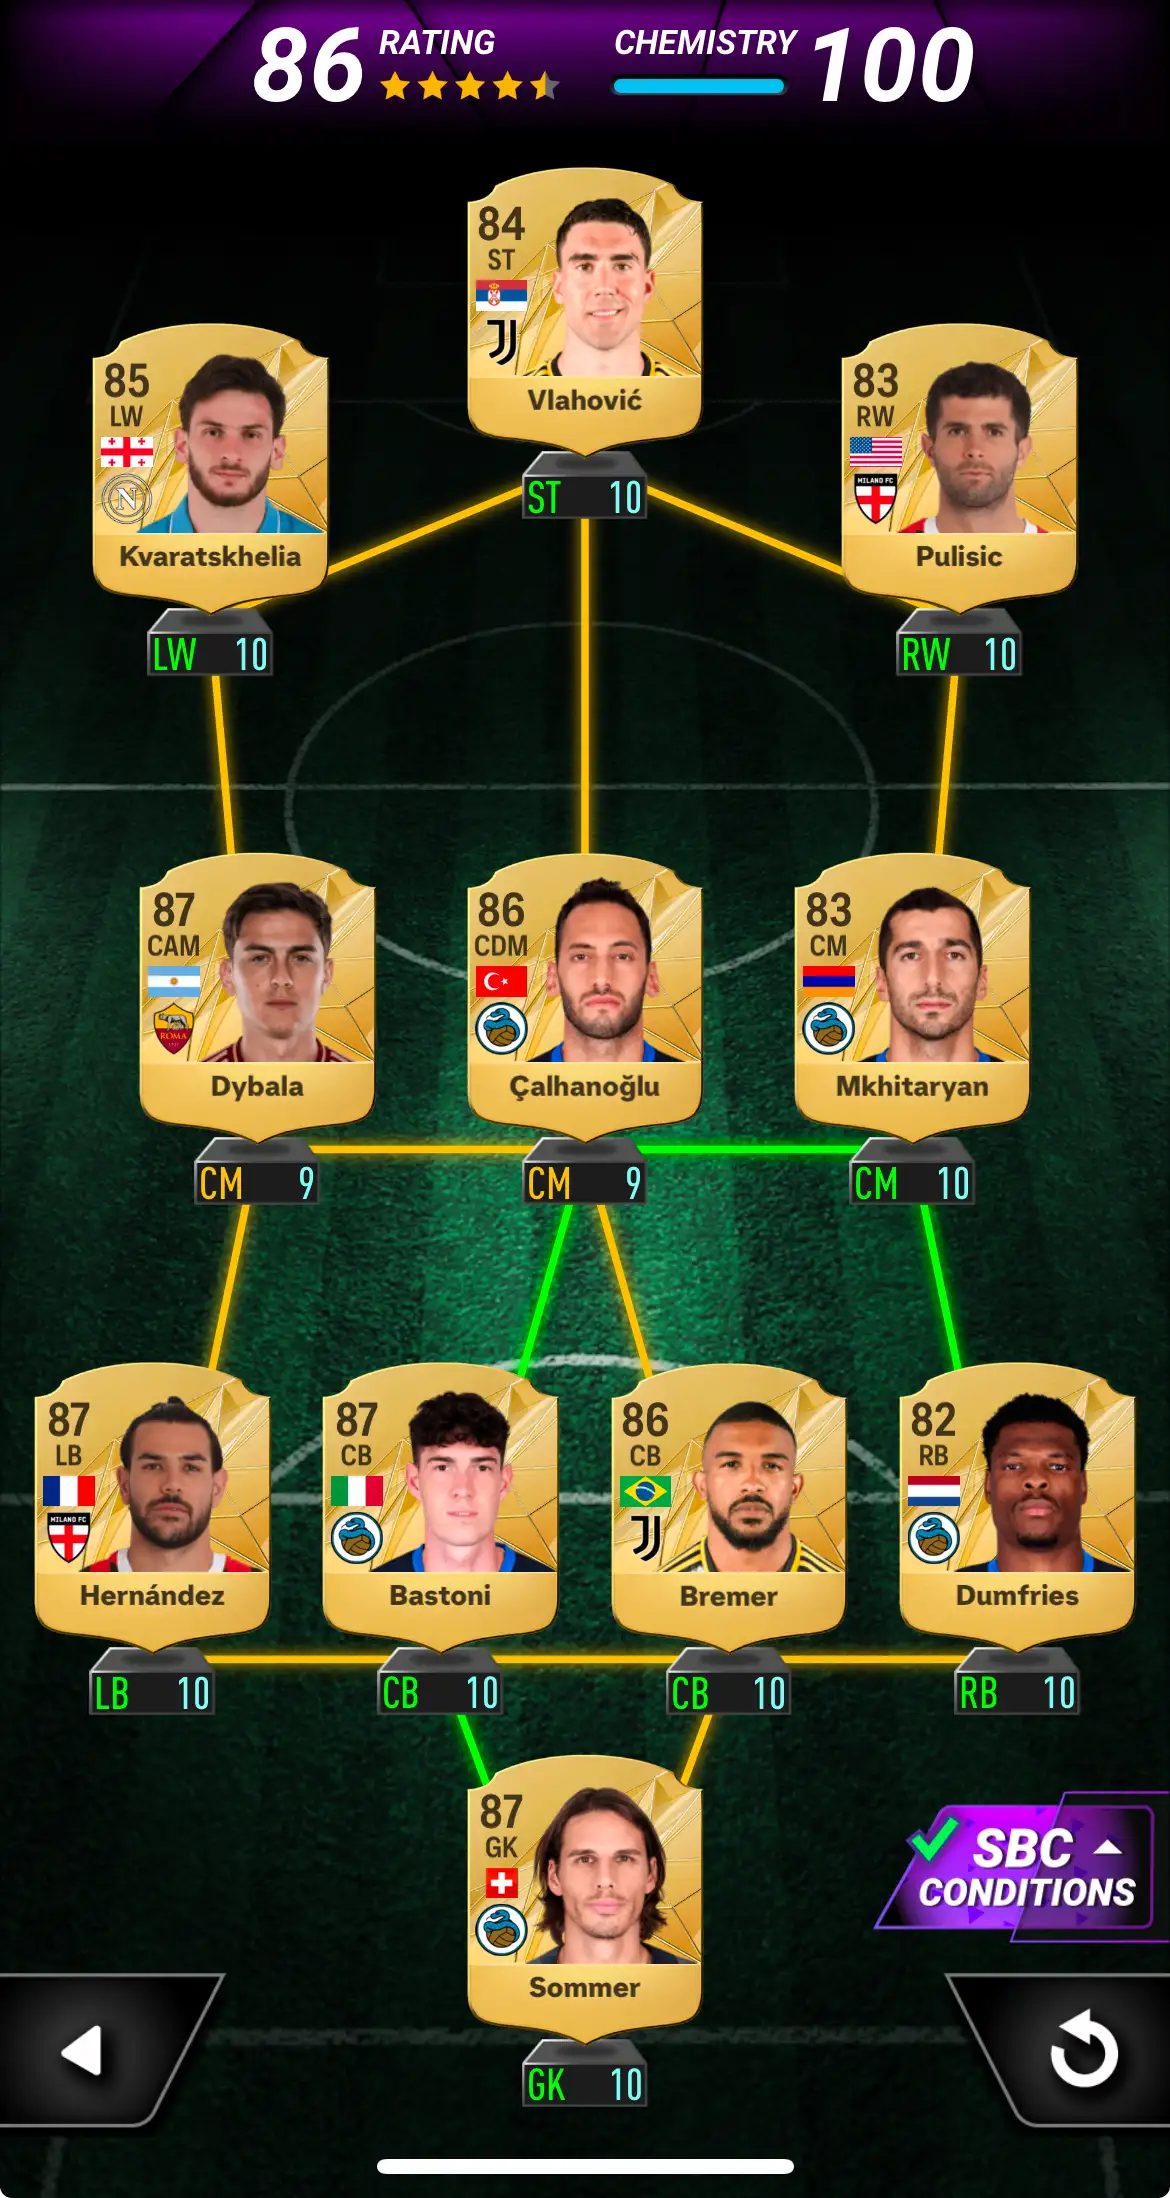 86 RATING CHEMISTRY 100
84
ST
Vlahović
ST 10
85
LW
N
Kvaratskhelia
LW 10
83
RW
MILANO FC
Pulisic
RW 10
87
CAM
ROMA
Dybala
CM 9
86
CDM
Çalhanoğlu
CM 9
83
CM
Mkhitaryan
CM 10
87
LB
MILANO FC
Hernández
LB 10
87
CB
Bastoni
CB 10
86
CB
Bremer
CB 10
82
RB
Dumfries
RB 10
87
GK
Sommer
GK 10
SBC
CONDITIONS